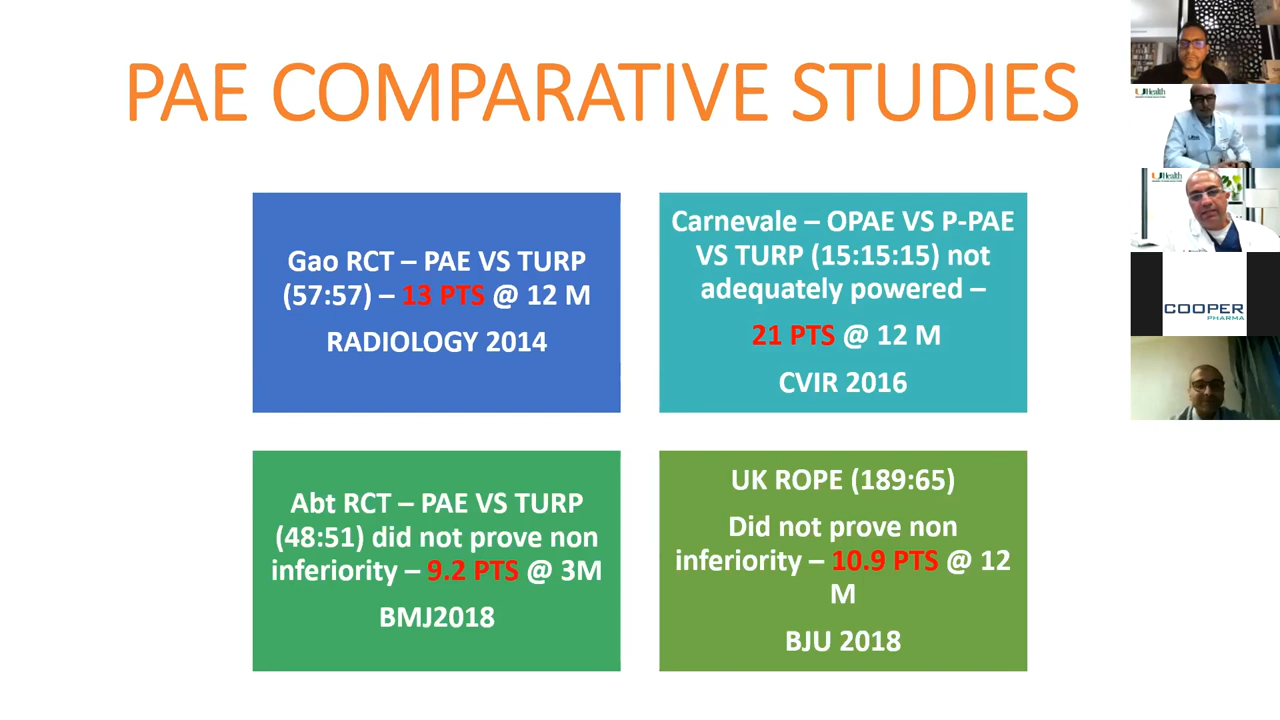 PAE COMPARATIVE STUDIES
Gao RCT – PAE VS TURP
(57:57) – 13 PTS @ 12 M
RADIOLOGY 2014
Carnevale – OPAE VS P-PAE
VS TURP (15:15:15) not
adequately powered –
21 PTS @ 12 M
CVIR 2016
Abt RCT – PAE VS TURP
(48:51) did not prove non
inferiority – 9.2 PTS @ 3M
BMJ2018
UK ROPE (189:65)
Did not prove non
inferiority – 10.9 PTS @ 12
M
BJU 2018
UHealth
UHealth
COOPER
PHARMA